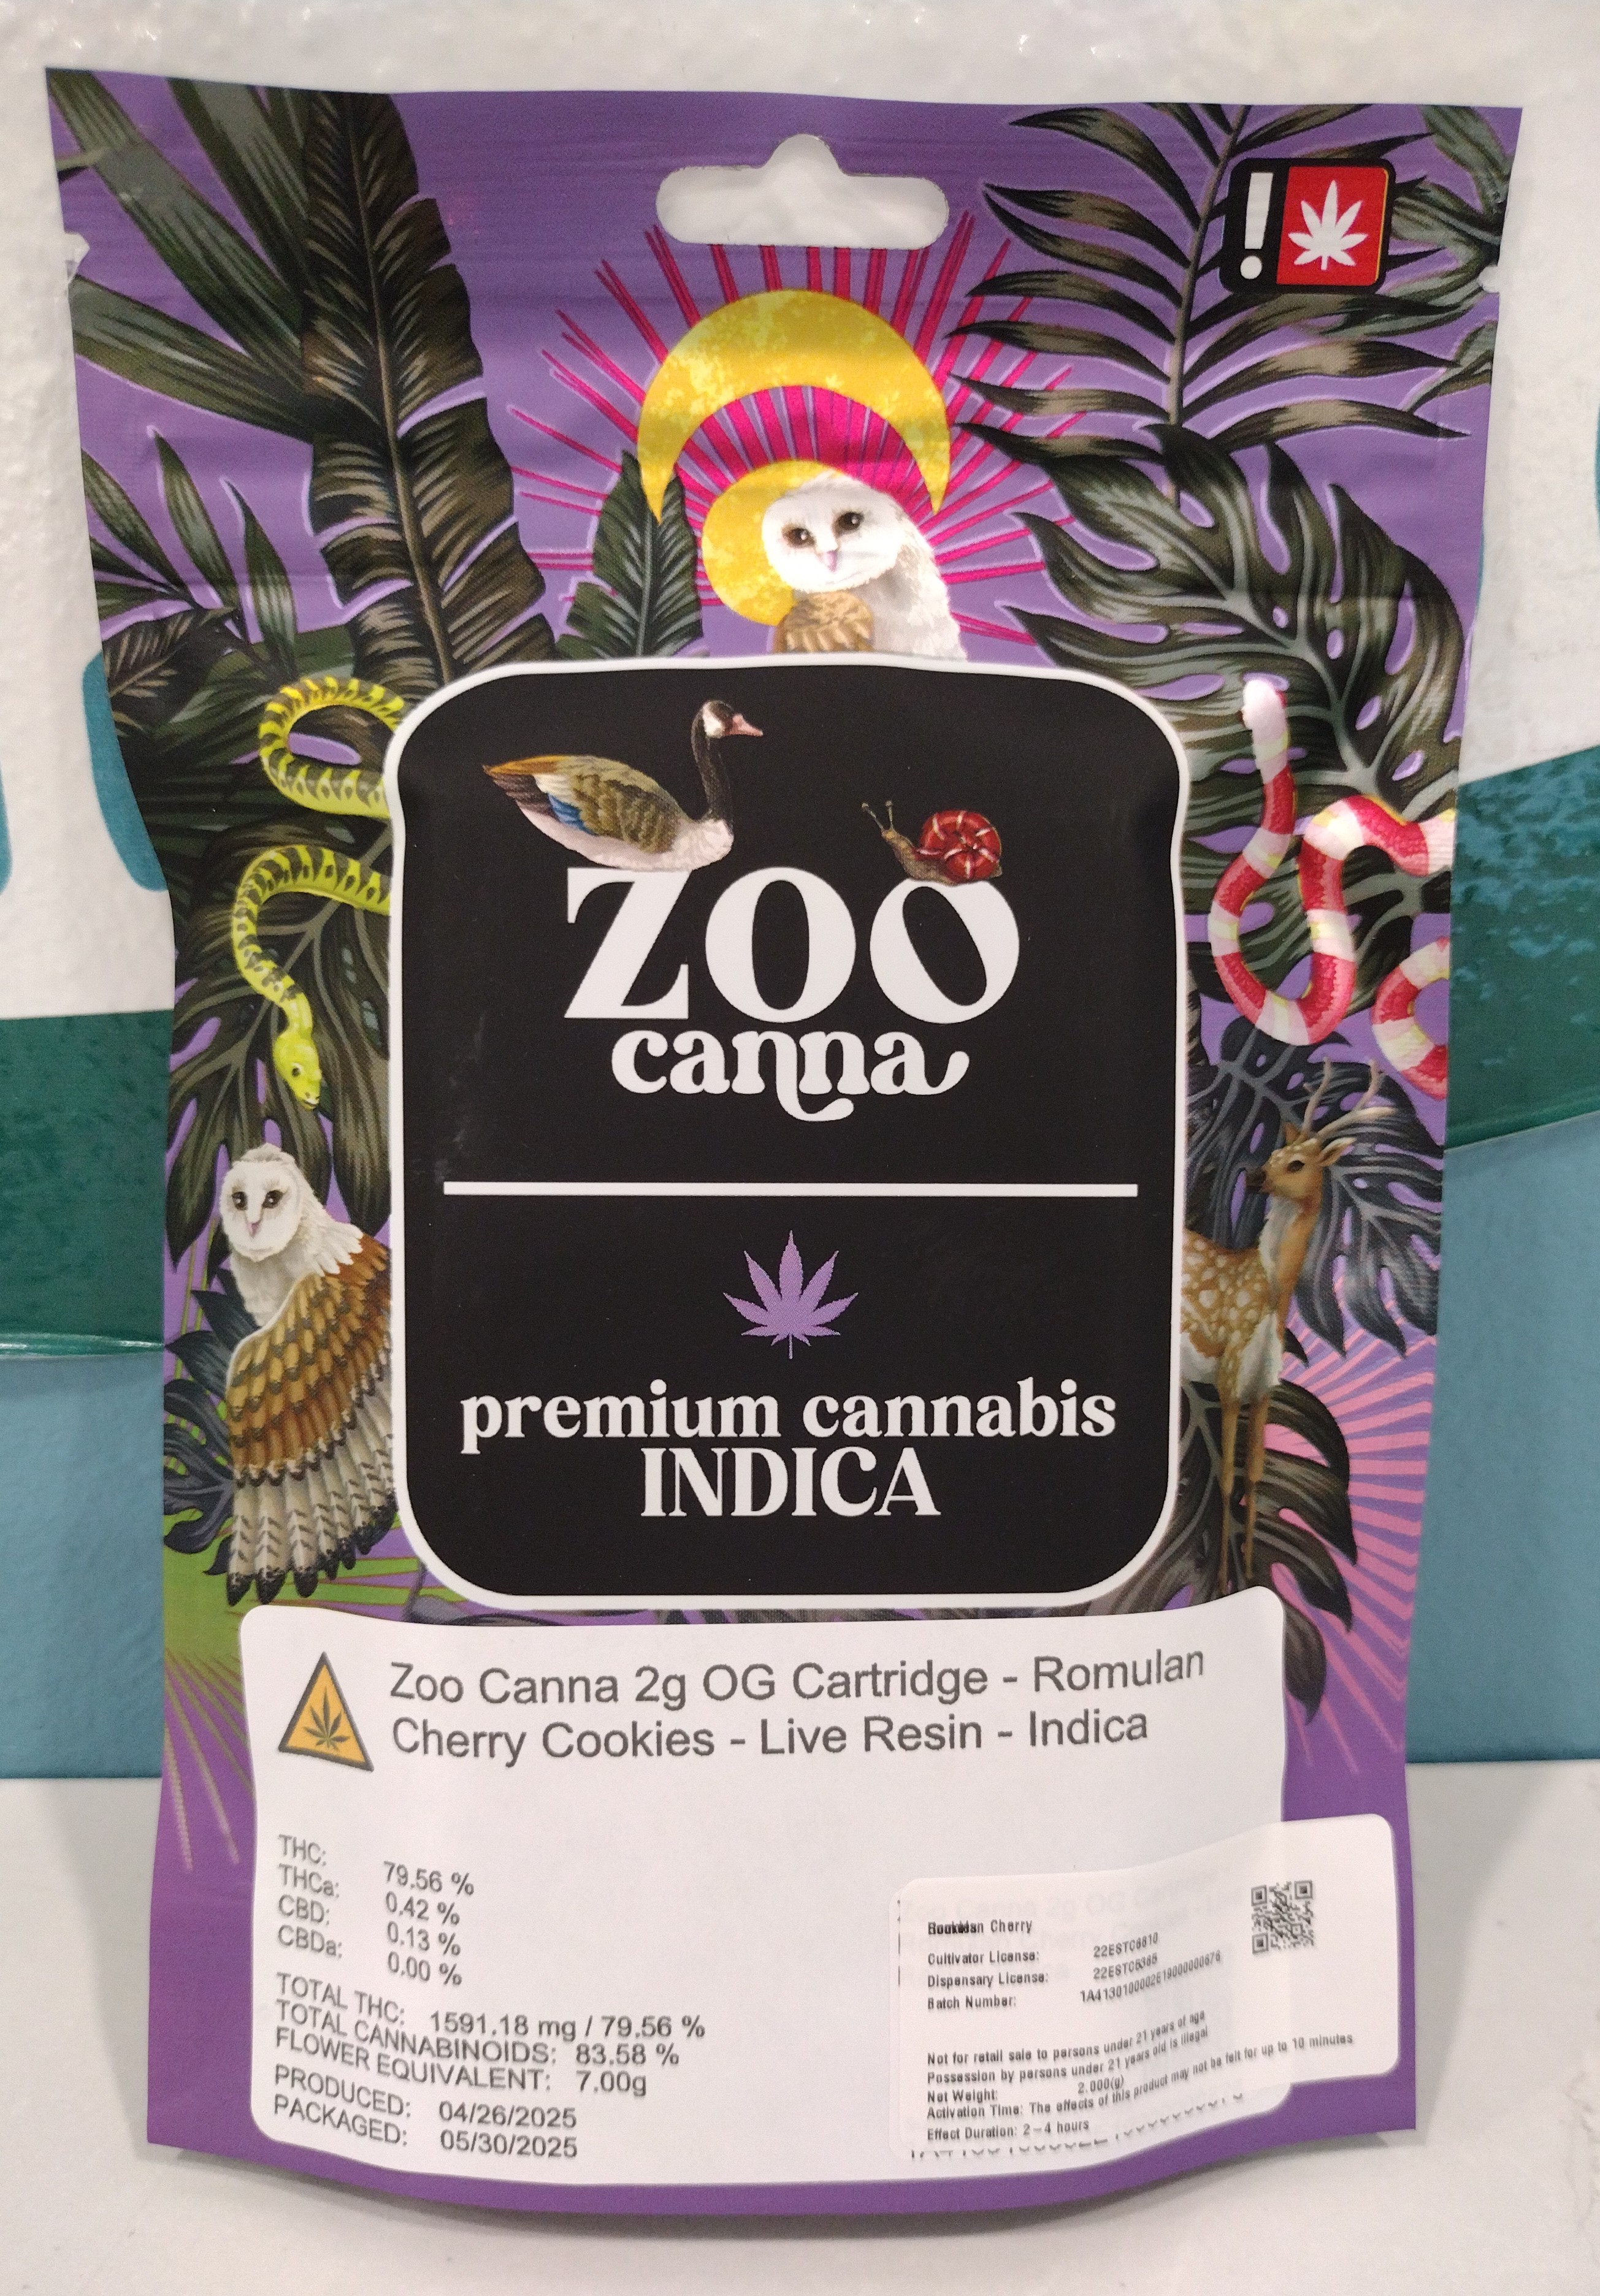 !
ZOO
canna
premium cannabis
INDICA
Zoo Canna 2g OG Cartridge - Romulan
Cherry Cookies - Live Resin - Indica
THC: 79.56 %
THCa: 0.42 %
CBD: 0.13 %
CBDa: 0.00 %
TOTAL THC: 1591.18 mg / 79.56 %
TOTAL CANNABINOIDS: 83.58 %
FLOWER EQUIVALENT: 7.00g
PRODUCED: 04/26/2025
PACKAGED: 05/30/2025
Cherry
Cultivator License: 22ESTC6610
Dispensary License: 22ESTC5365
Batch Number: 1A4130100002E19000000676
Not for retail sale to persons under 21 years of age
Possession by persons under 21 years old is illegal
Net Weight: 2.000(g)
Activation Time: The effects of this product may not be felt for up to 10 minutes
Effect Duration: 2-4 hours